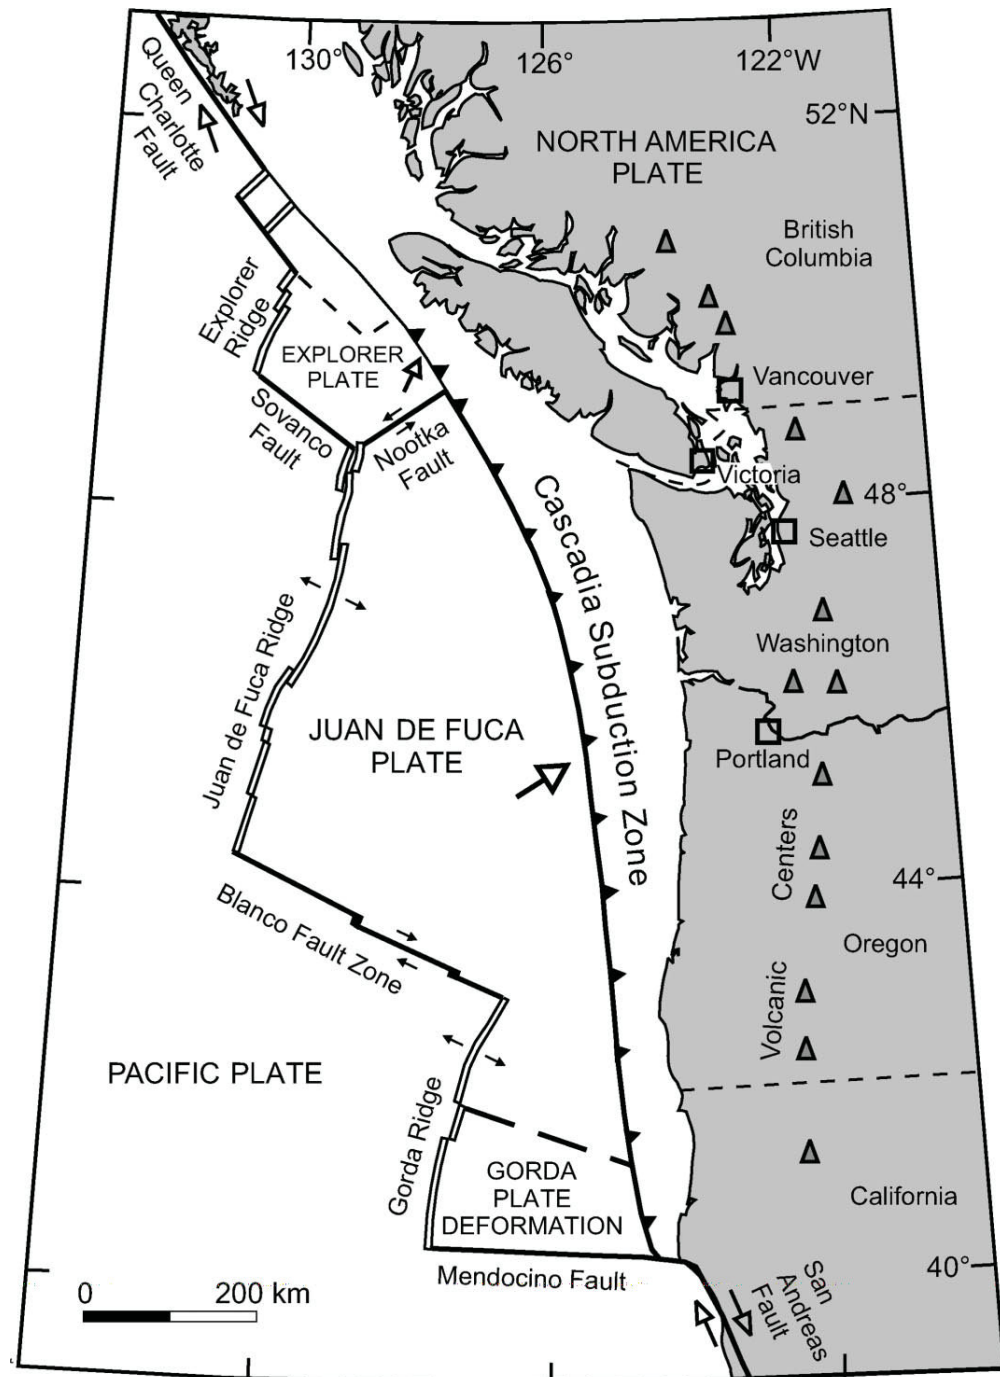 130°
126°
122°W
52°N
Queen
Charlotte
Fault
NORTH AMERICA
PLATE
British
Columbia
Explorer
Ridge
EXPLORER
PLATE
Vancouver
Sovanco
Fault
Nootka
Fault
Victoria
48°
Seattle
Cascadia Subduction Zone
Washington
Juan de Fuca Ridge
JUAN DE FUCA
PLATE
Portland
Centers
44°
Blanco Fault Zone
Oregon
Volcanic
PACIFIC PLATE
Gorda Ridge
GORDA
PLATE
DEFORMATION
California
Mendocino Fault
40°
San
Andreas
Fault
0 200 km